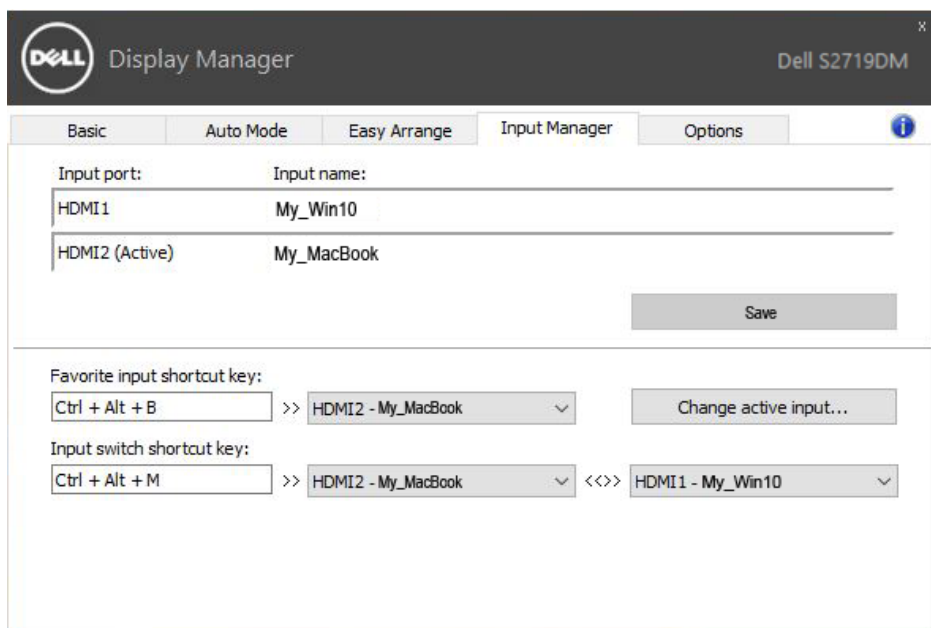 DELL Display Manager Dell S2719DM x
Basic Auto Mode Easy Arrange Input Manager Options i
Input port: Input name:
HDMI1 My_Win10
HDMI2 (Active) My_MacBook
Save
Favorite input shortcut key:
Ctrl + Alt + B >> HDMI2 - My_MacBook Change active input...
Input switch shortcut key:
Ctrl + Alt + M >> HDMI2 - My_MacBook <<>> HDMI1 - My_Win10